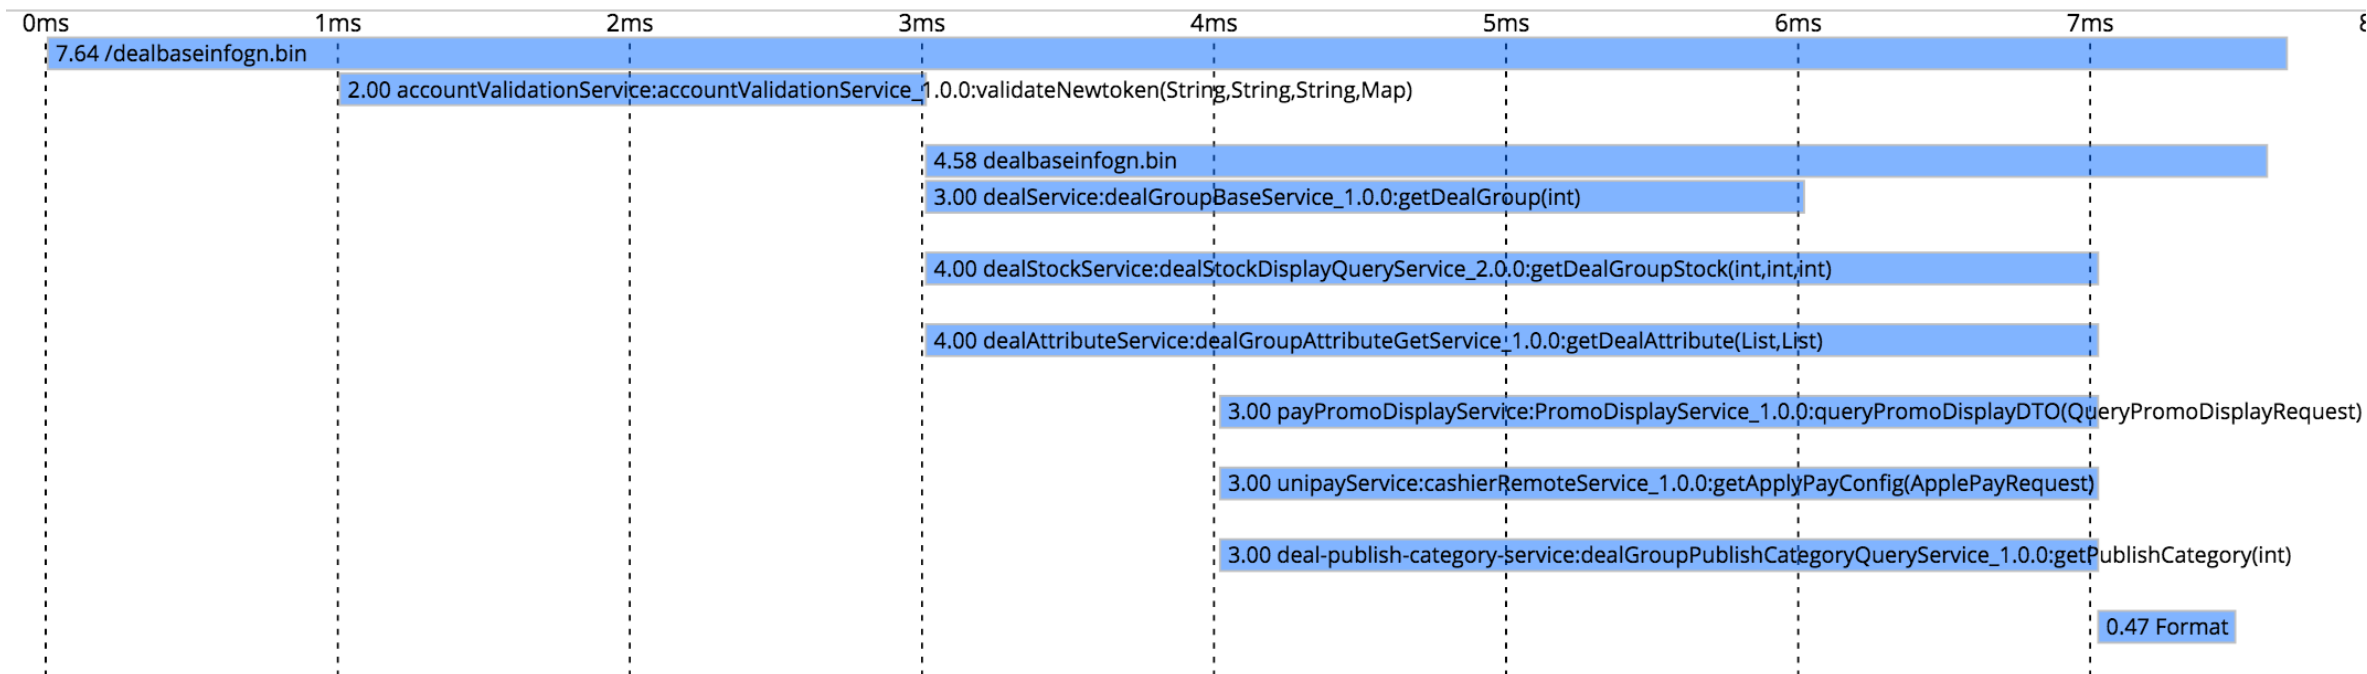 0ms 1ms 2ms 3ms 4ms 5ms 6ms 7ms 8
7.64 /dealbaseinfogn.bin
2.00 accountValidationService:accountValidationService_1.0.0:validateNewtoken(String,String,String,Map)
4.58 dealbaseinfogn.bin
3.00 dealService:dealGroupBaseService_1.0.0:getDealGroup(int)
4.00 dealStockService:dealStockDisplayQueryService_2.0.0:getDealGroupStock(int,int,int)
4.00 dealAttributeService:dealGroupAttributeGetService_1.0.0:getDealAttribute(List,List)
3.00 payPromoDisplayService:PromoDisplayService_1.0.0:queryPromoDisplayDTO(QueryPromoDisplayRequest)
3.00 unipayService:cashierRemoteService_1.0.0:getApplyPayConfig(ApplePayRequest)
3.00 deal-publish-category-service:dealGroupPublishCategoryQueryService_1.0.0:getPublishCategory(int)
0.47 Format